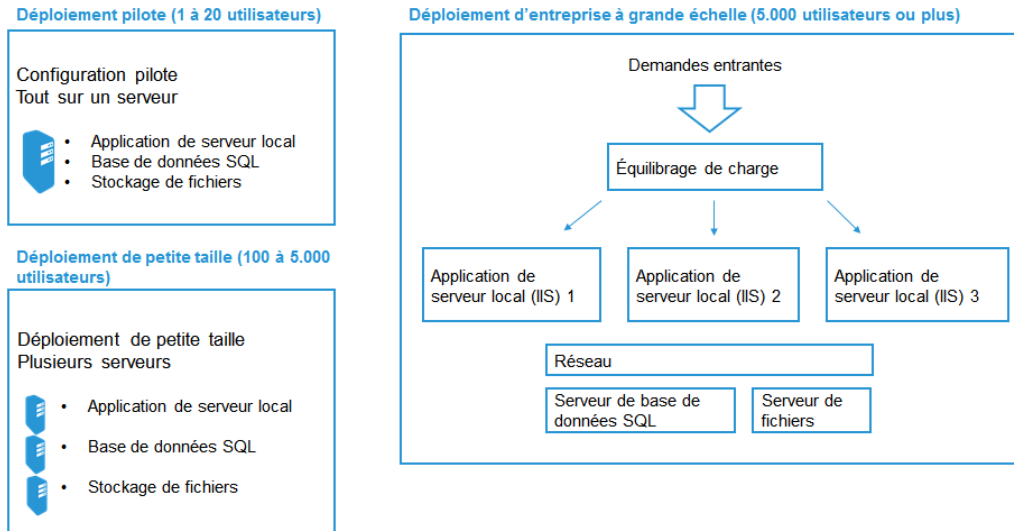 Déploiement pilote (1 à 20 utilisateurs)
Configuration pilote
Tout sur un serveur
• Application de serveur local
• Base de données SQL
• Stockage de fichiers
Déploiement de petite taille (100 à 5.000
utilisateurs)
Déploiement de petite taille
Plusieurs serveurs
• Application de serveur local
• Base de données SQL
• Stockage de fichiers
Déploiement d’entreprise à grande échelle (5.000 utilisateurs ou plus)
Demandes entrantes
Équilibrage de charge
Application de
serveur local (IIS) 1
Application de
serveur local (IIS) 2
Application de
serveur local (IIS) 3
Réseau
Serveur de base de
données SQL
Serveur de
fichiers